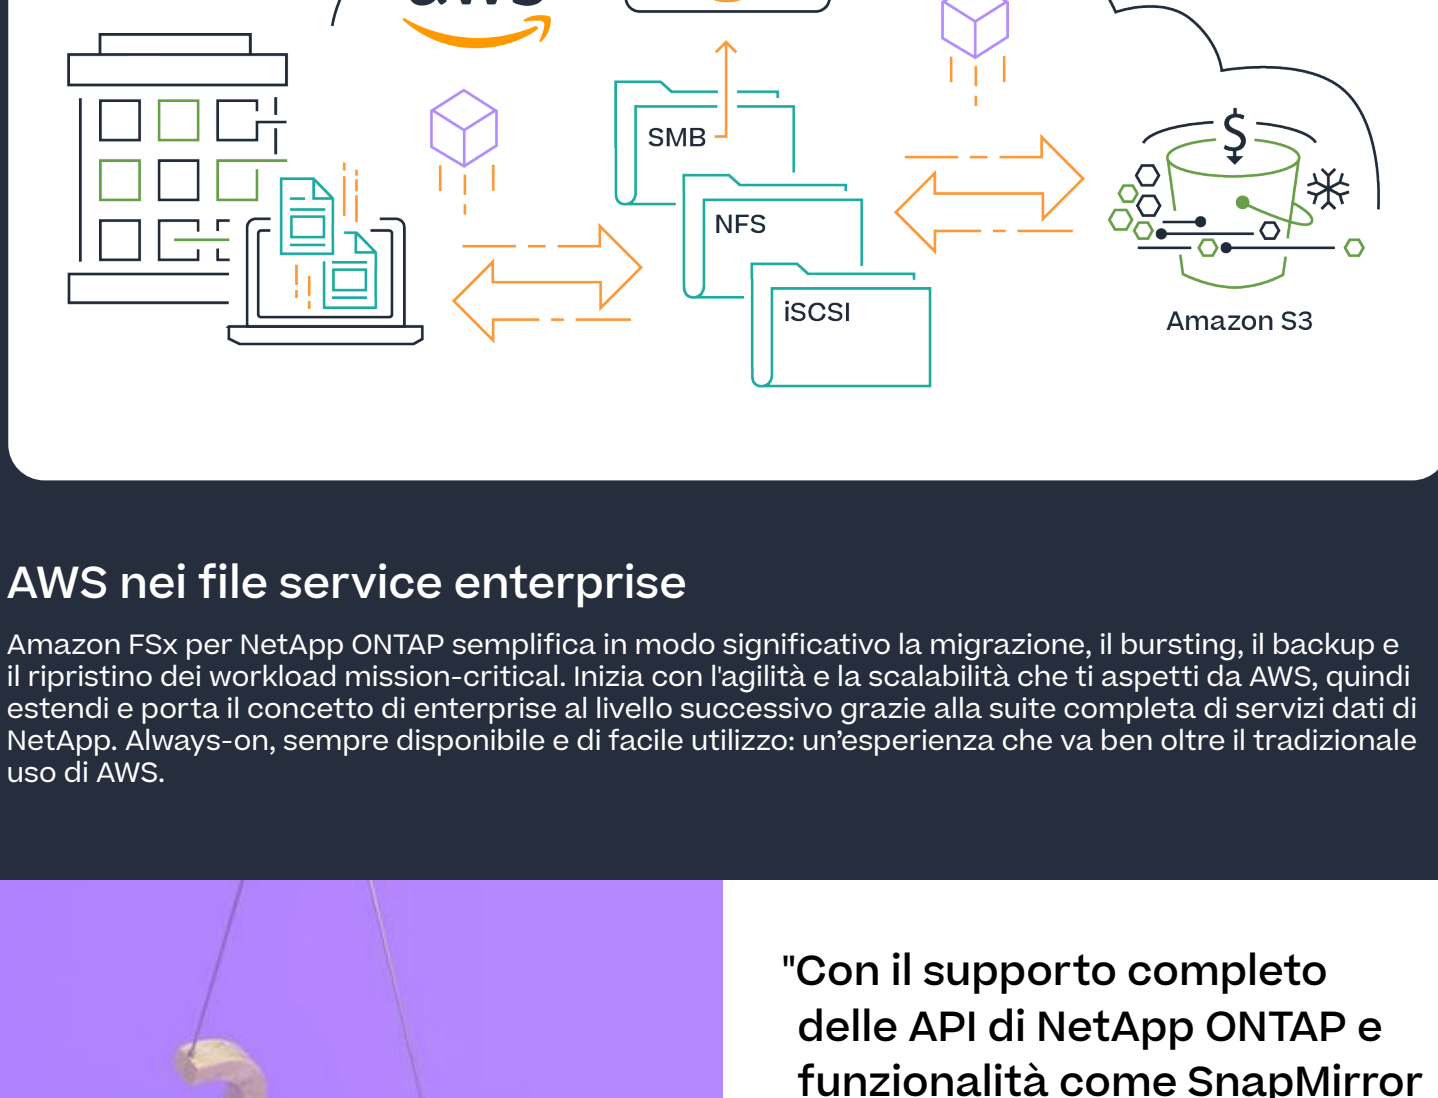 aws
SMB
NFS
iSCSI
$
Amazon S3
AWS nei file service enterprise
Amazon FSx per NetApp ONTAP semplifica in modo significativo la migrazione, il bursting, il backup e
il ripristino dei workload mission-critical. Inizia con l'agilità e la scalabilità che ti aspetti da AWS, quindi
estendi e porta il concetto di enterprise al livello successivo grazie alla suite completa di servizi dati di
NetApp. Always-on, sempre disponibile e di facile utilizzo: un’esperienza che va ben oltre il tradizionale
uso di AWS.
"Con il supporto completo
delle API di NetApp ONTAP e
funzionalità come SnapMirror